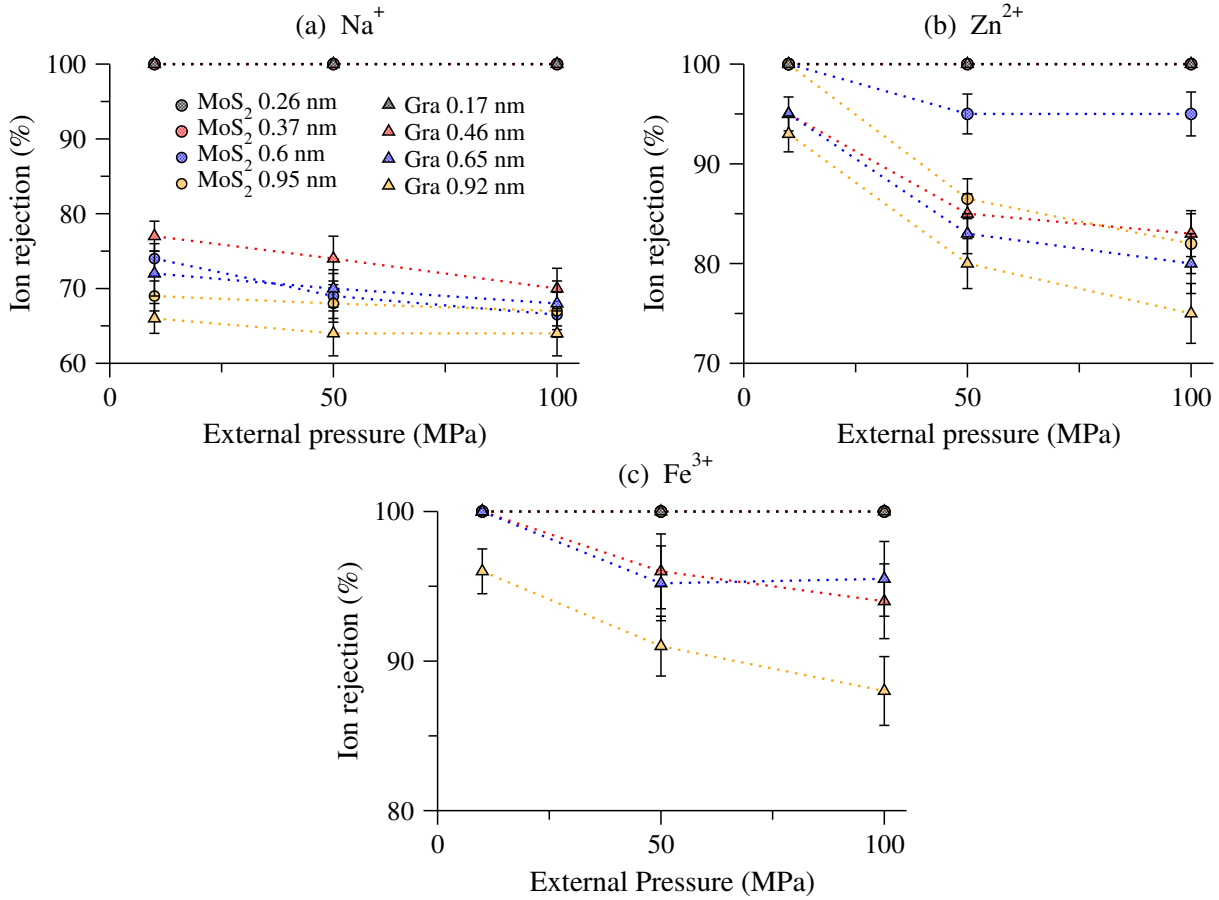 (a) Na⁺
Ion rejection (%)
100
90
80
70
60
MoS₂ 0.26 nm
MoS₂ 0.37 nm
MoS₂ 0.6 nm
MoS₂ 0.95 nm
Gra 0.17 nm
Gra 0.46 nm
Gra 0.65 nm
Gra 0.92 nm
0 50 100
External pressure (MPa)
(b) Zn²⁺
Ion rejection (%)
100
90
80
70
0 50 100
External pressure (MPa)
(c) Fe³⁺
Ion rejection (%)
100
90
80
0 50 100
External Pressure (MPa)